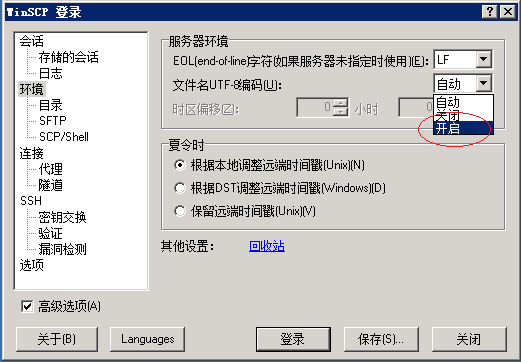 WinSCP 登录
会话
存储的会话
日志
环境
目录
SFTP
SCP/Shell
连接
代理
隧道
SSH
密钥交换
验证
漏洞检测
选项
服务器环境
EOL(end-of-line)字符(如果服务器未指定时使用)(E): LF
文件名UTF-8编码(U): 自动
自动
关闭
开启
时区偏移(Z): 0 小时 0
夏令时
根据本地调整远端时间戳(Unix)(N)
根据DST调整远端时间戳(Windows)(D)
保留远端时间戳(Unix)(V)
其他设置: 回收站
高级选项(A)
关于(B) Languages 登录 保存(S)... 关闭